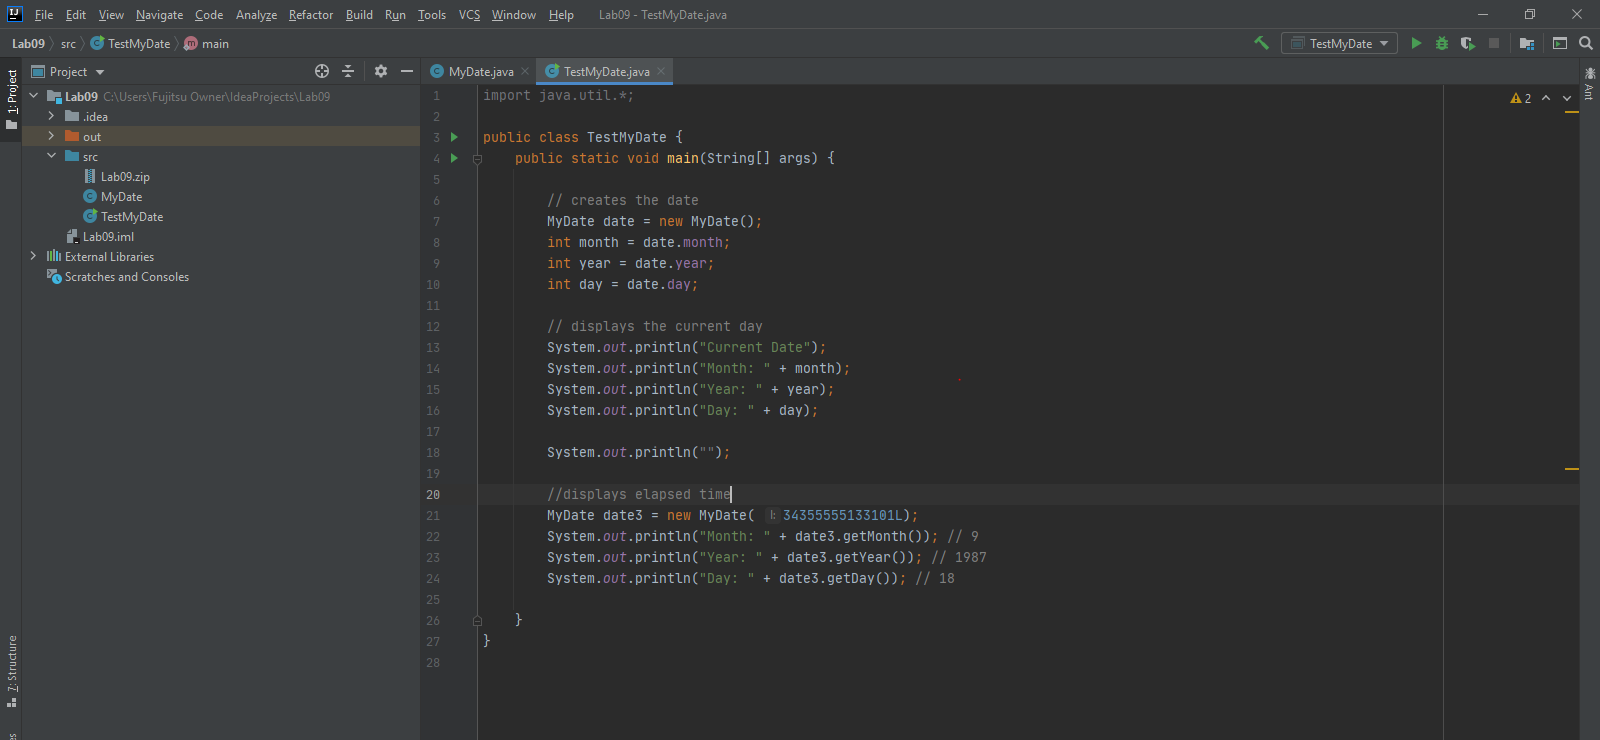 File Edit View Navigate Code Analyze Refactor Build Run Tools VCS Window Help Lab09 - TestMyDate.java
Lab09 src TestMyDate main TestMyDate
Project MyDate.java TestMyDate.java
1: Project
Lab09 C:\Users\Fujitsu Owner\IdeaProjects\Lab09
.idea
out
src
Lab09.zip
MyDate
TestMyDate
Lab09.iml
External Libraries
Scratches and Consoles
7: Structure
1 import java.util.*;
2
3 public class TestMyDate {
4 public static void main(String[] args) {
5
6 // creates the date
7 MyDate date = new MyDate();
8 int month = date.month;
9 int year = date.year;
10 int day = date.day;
11
12 // displays the current day
13 System.out.println("Current Date");
14 System.out.println("Month: " + month);
15 System.out.println("Year: " + year);
16 System.out.println("Day: " + day);
17
18 System.out.println("");
19
20 //displays elapsed time
21 MyDate date3 = new MyDate( l: 34355555133101L);
22 System.out.println("Month: " + date3.getMonth()); // 9
23 System.out.println("Year: " + date3.getYear()); // 1987
24 System.out.println("Day: " + date3.getDay()); // 18
25
26 }
27 }
28
2
Ant